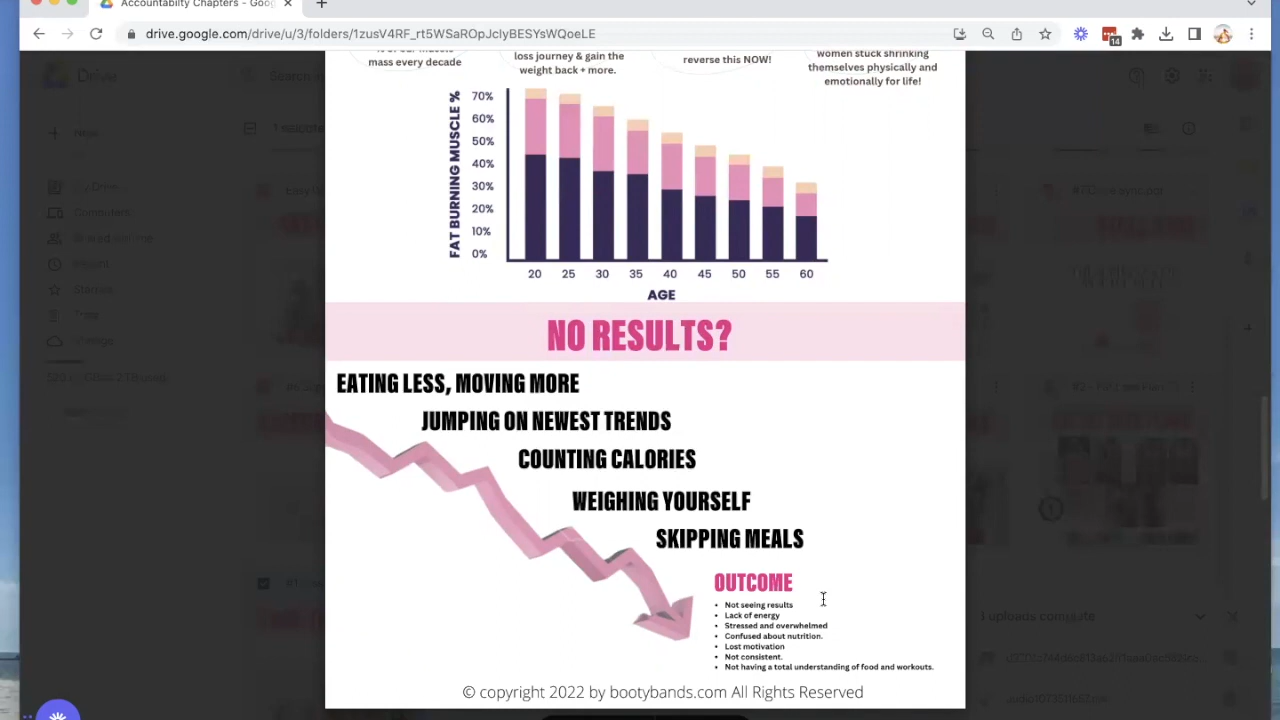 Accountabilty Chapters - Goog
drive.google.com/drive/u/3/folders/1zusV4RF_rt5WSaROpJclyBESYsWQoeLE
14
Drive
Search
mass every decade
loss journey & gain the
weight back + more.
reverse this NOW!
women stuck shrinking
themselves physically and
emotionally for life!
FAT BURNING MUSCLE %
70%
60%
50%
40%
30%
20%
10%
0%
20 25 30 35 40 45 50 55 60
AGE
Computers
NO RESULTS?
EATING LESS, MOVING MORE
JUMPING ON NEWEST TRENDS
COUNTING CALORIES
WEIGHING YOURSELF
SKIPPING MEALS
OUTCOME
• Not seeing results
• Lack of energy
• Stressed and overwhelmed
• Confused about nutrition.
• Lost motivation
• Not consistent.
• Not having a total understanding of food and workouts.
© copyright 2022 by bootybands.com All Rights Reserved